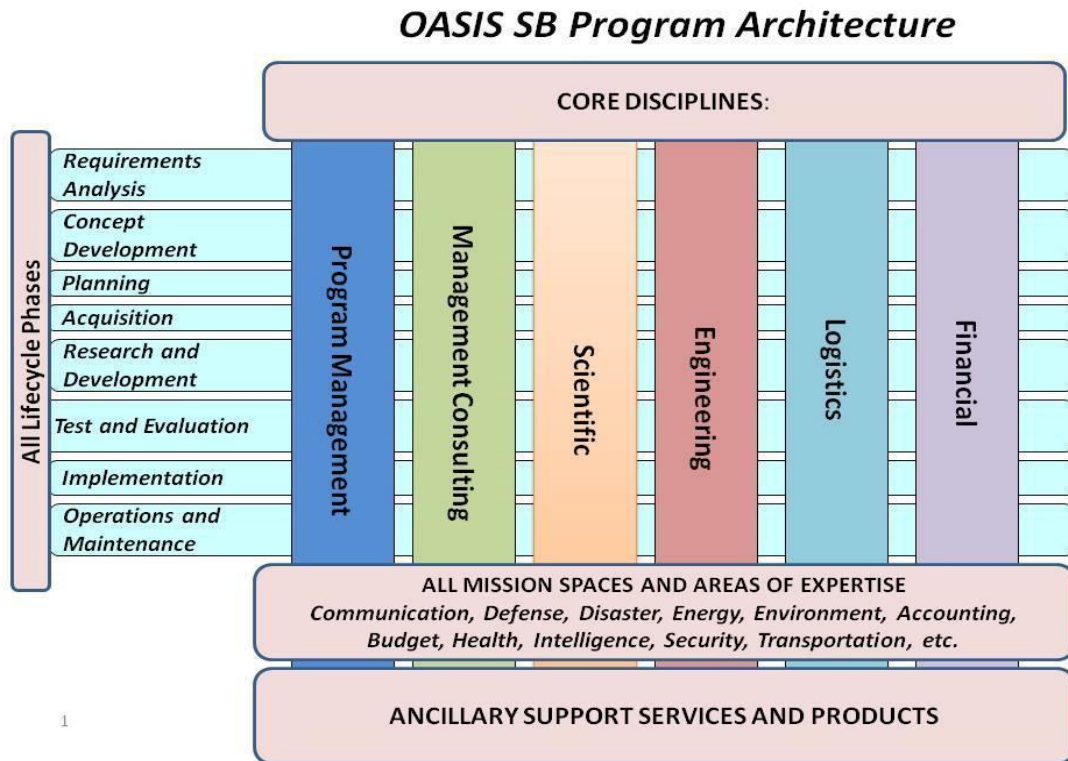 OASIS SB Program Architecture
CORE DISCIPLINES:
All Lifecycle Phases
Requirements
Analysis
Concept
Development
Planning
Acquisition
Research and
Development
Test and Evaluation
Implementation
Operations and
Maintenance
Program Management
Management Consulting
Scientific
Engineering
Logistics
Financial
ALL MISSION SPACES AND AREAS OF EXPERTISE
Communication, Defense, Disaster, Energy, Environment, Accounting,
Budget, Health, Intelligence, Security, Transportation, etc.
ANCILLARY SUPPORT SERVICES AND PRODUCTS
1